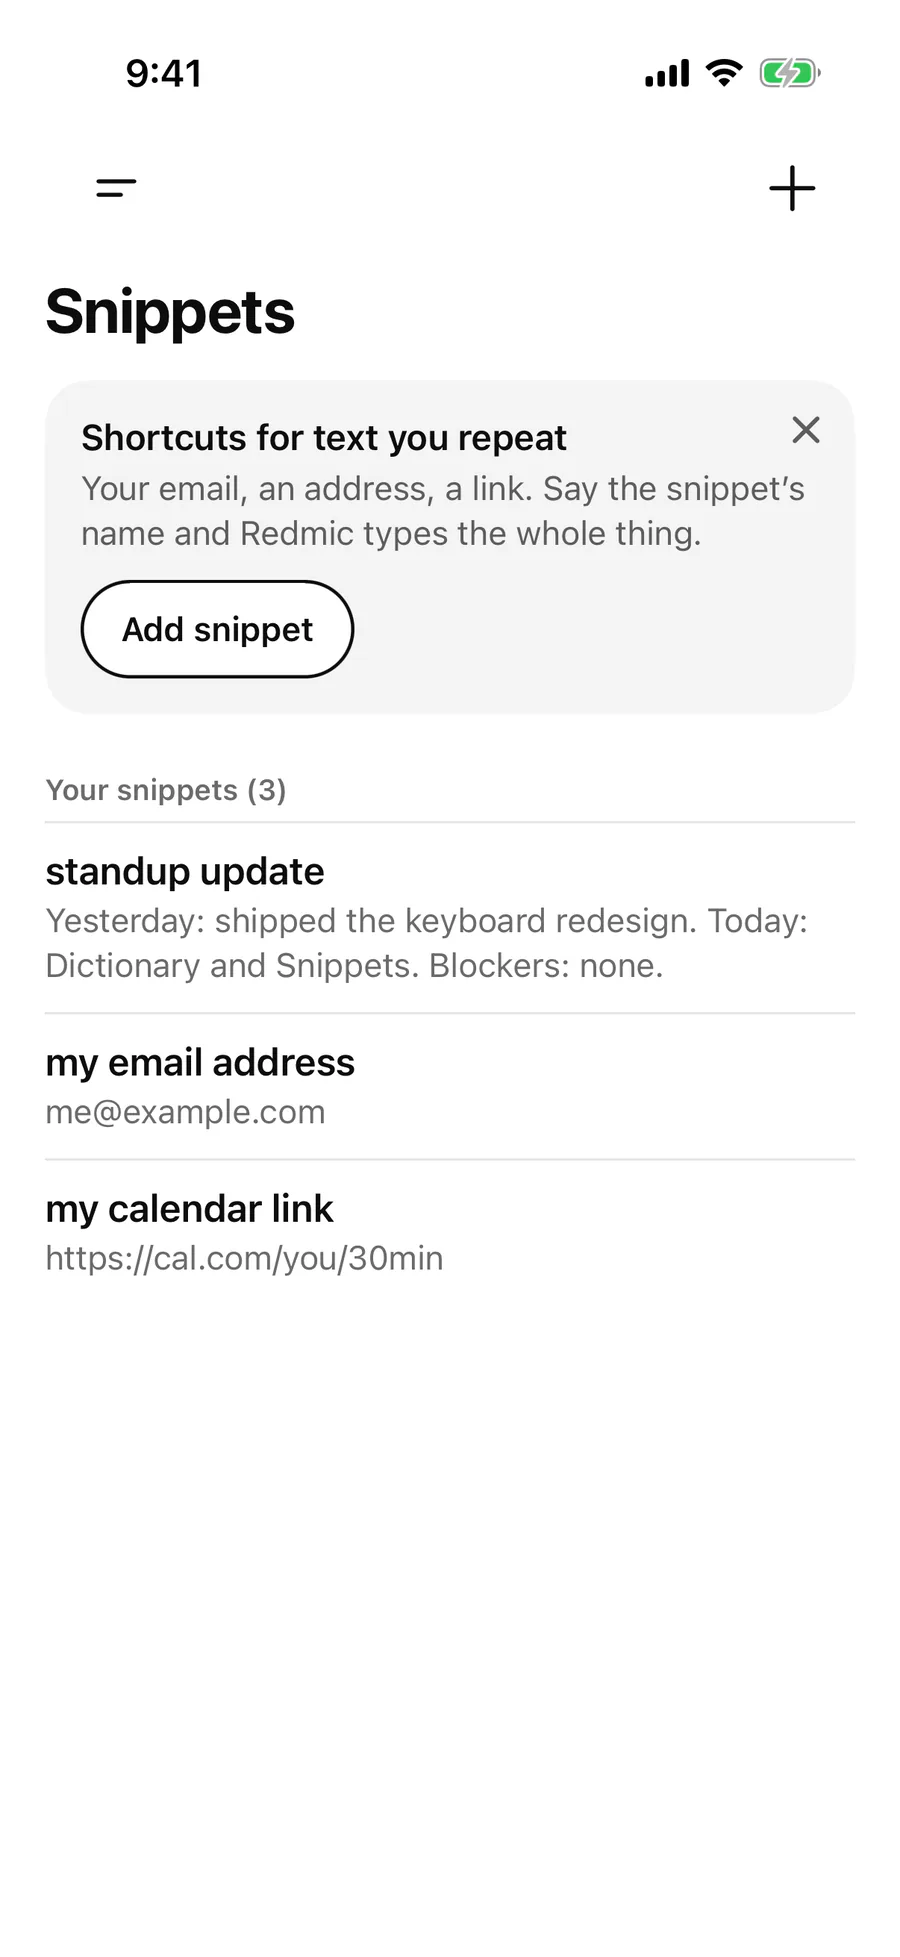 9:41
Snippets
Shortcuts for text you repeat
Your email, an address, a link. Say the snippet’s
name and Redmic types the whole thing.
Add snippet
Your snippets (3)
standup update
Yesterday: shipped the keyboard redesign. Today:
Dictionary and Snippets. Blockers: none.
my email address
me@example.com
my calendar link
https://cal.com/you/30min